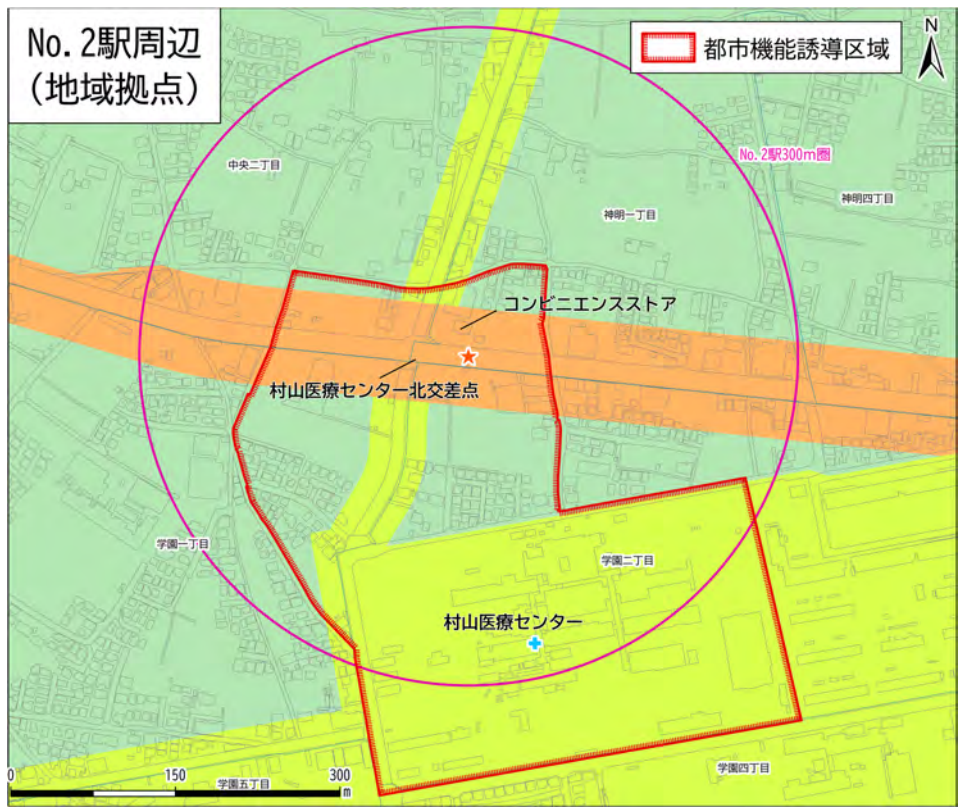 No.2駅周辺
(地域拠点)
都市機能誘導区域
N
No.2駅300m圏
中央二丁目
神明四丁目
神明一丁目
コンビニエンスストア
村山医療センター北交差点
学園一丁目
学園二丁目
村山医療センター
学園四丁目
学園五丁目
0 150 300
m